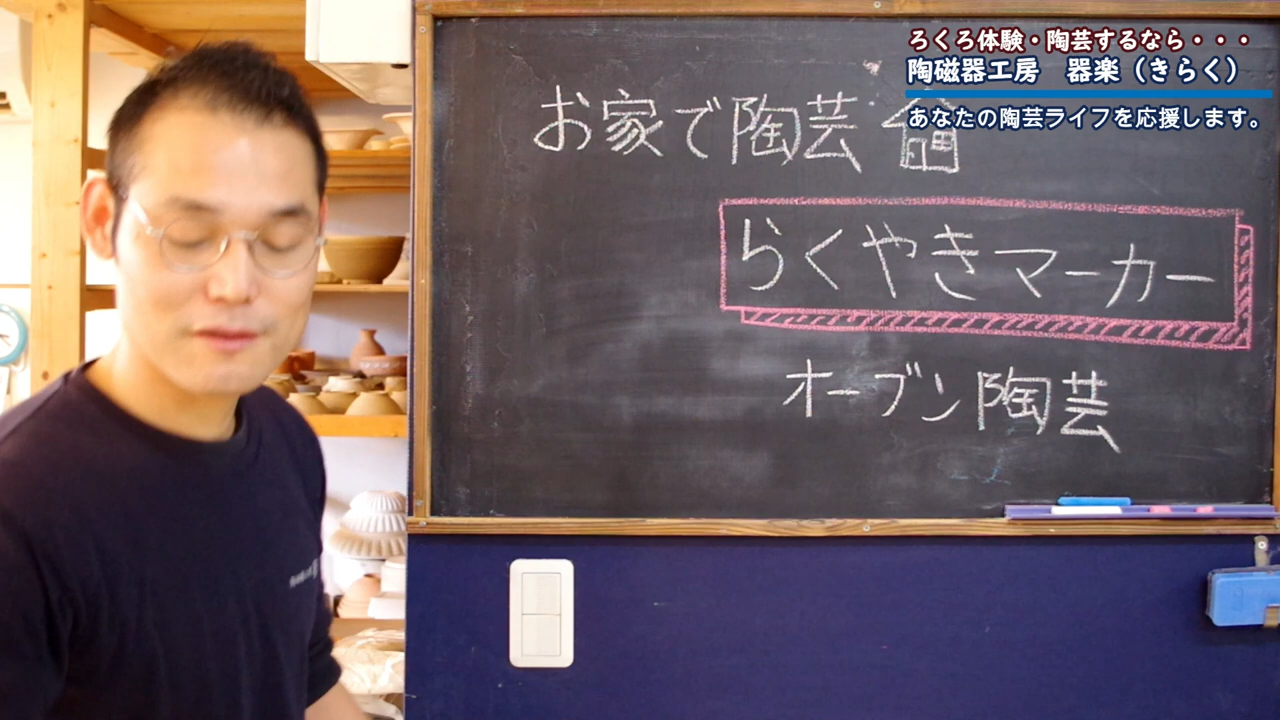 ろくろ体験・陶芸するなら・・・
陶磁器工房　器楽（きらく）
あなたの陶芸ライフを応援します。
お家で陶芸
らくやきマーカー
オーブン陶芸